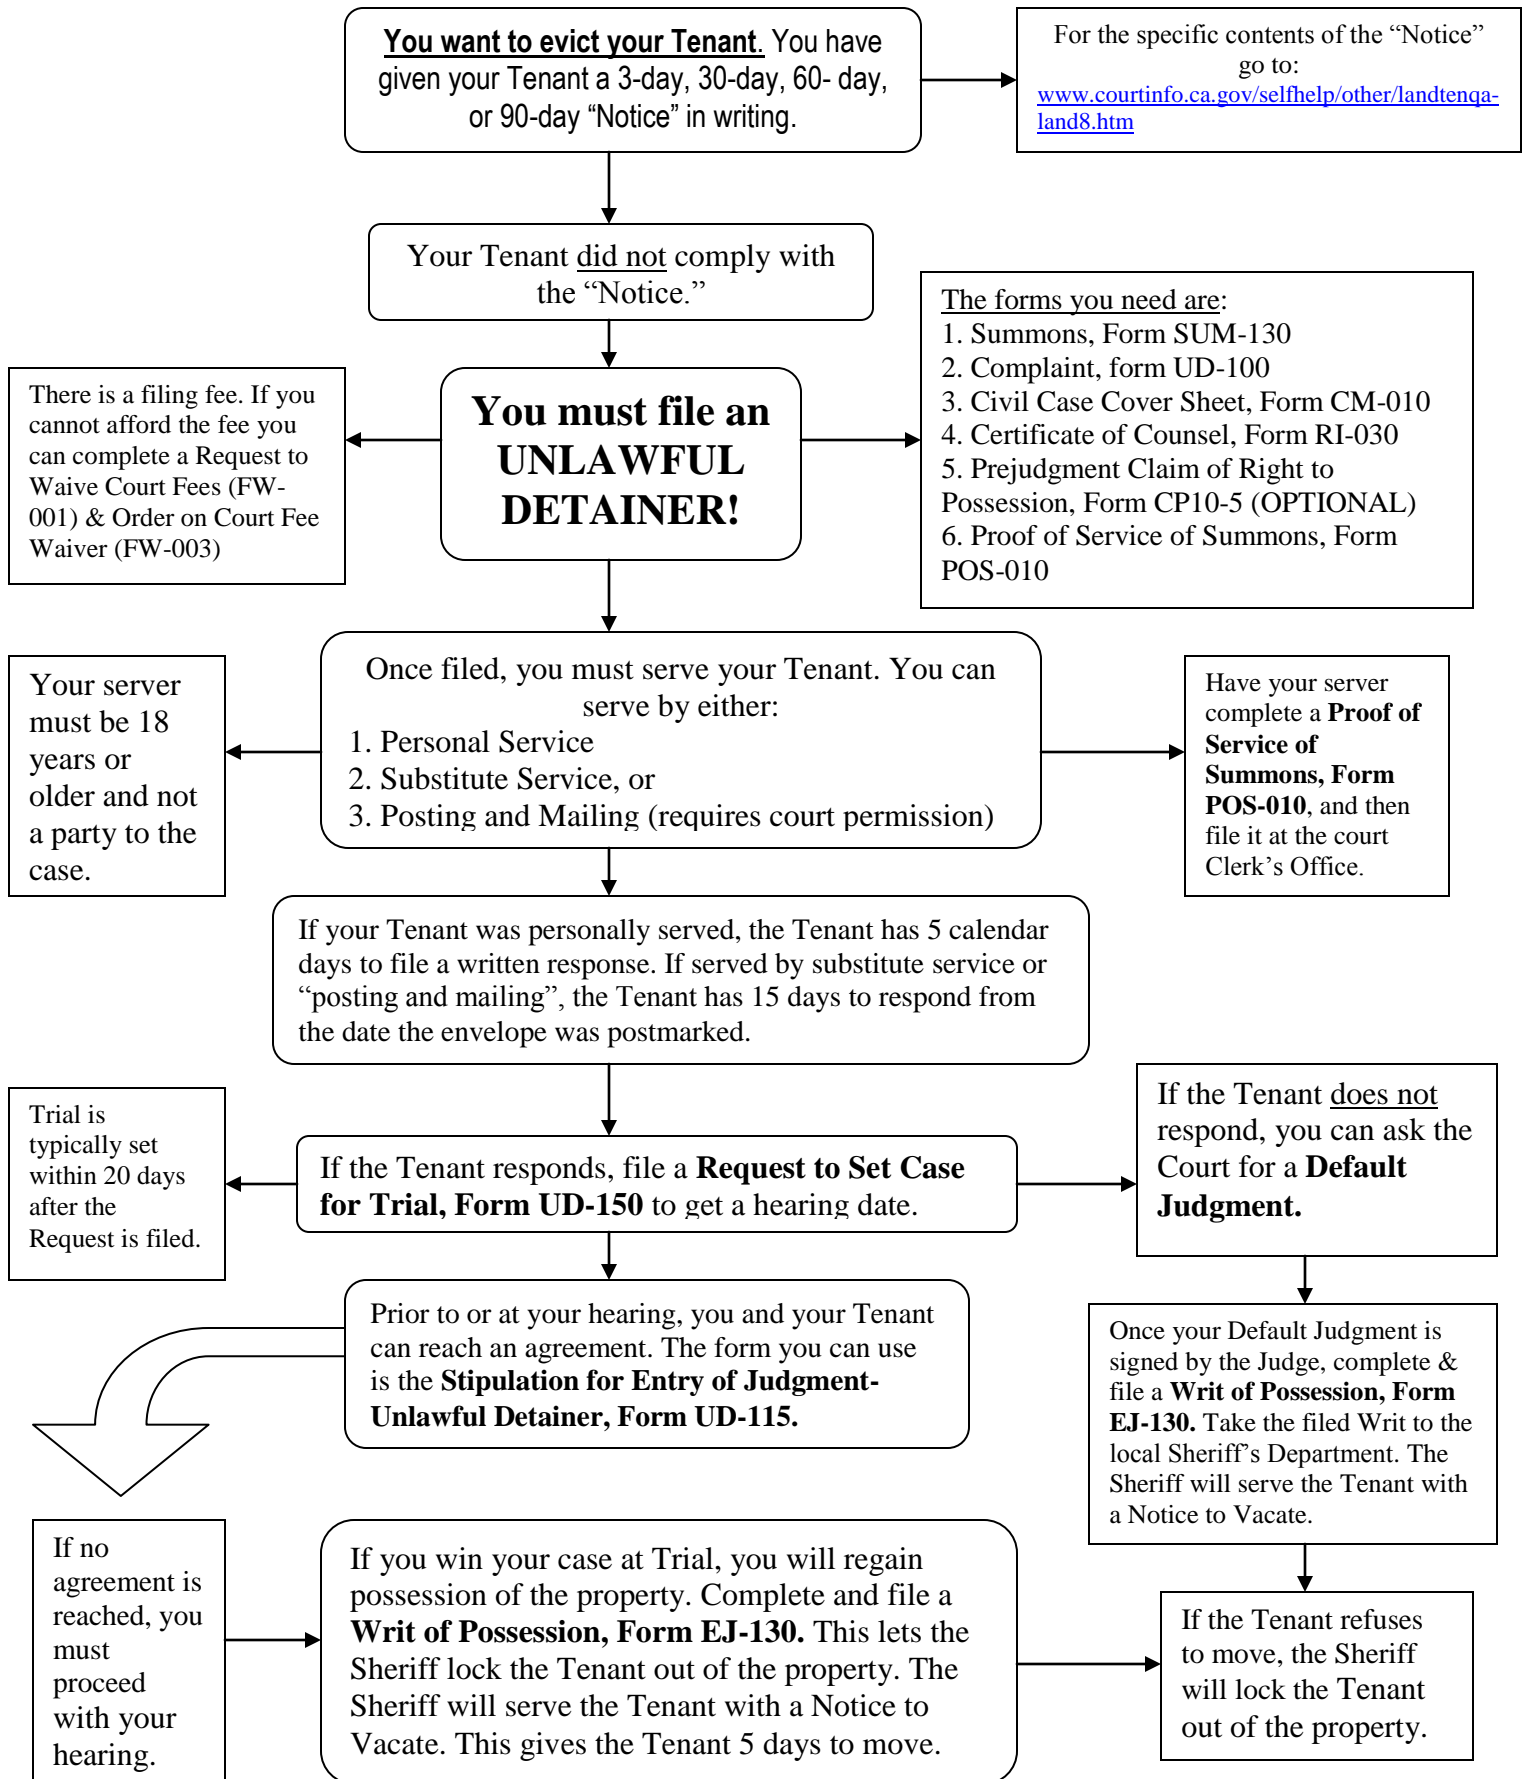 You want to evict your Tenant. You have
given your Tenant a 3-day, 30-day, 60- day,
or 90-day “Notice” in writing.
For the specific contents of the “Notice”
go to:
www.courtinfo.ca.gov/selfhelp/other/landtenqa-
land8.htm
Your Tenant did not comply with
the “Notice.”
There is a filing fee. If you
cannot afford the fee you
can complete a Request to
Waive Court Fees (FW-
001) & Order on Court Fee
Waiver (FW-003)
You must file an
UNLAWFUL
DETAINER!
The forms you need are:
1. Summons, Form SUM-130
2. Complaint, form UD-100
3. Civil Case Cover Sheet, Form CM-010
4. Certificate of Counsel, Form RI-030
5. Prejudgment Claim of Right to
Possession, Form CP10-5 (OPTIONAL)
6. Proof of Service of Summons, Form
POS-010
Your server
must be 18
years or
older and not
a party to the
case.
Once filed, you must serve your Tenant. You can
serve by either:
1. Personal Service
2. Substitute Service, or
3. Posting and Mailing (requires court permission)
Have your server
complete a Proof of
Service of
Summons, Form
POS-010, and then
file it at the court
Clerk’s Office.
If your Tenant was personally served, the Tenant has 5 calendar
days to file a written response. If served by substitute service or
“posting and mailing”, the Tenant has 15 days to respond from
the date the envelope was postmarked.
Trial is
typically set
within 20 days
after the
Request is filed.
If the Tenant responds, file a Request to Set Case
for Trial, Form UD-150 to get a hearing date.
If the Tenant does not
respond, you can ask the
Court for a Default
Judgment.
Prior to or at your hearing, you and your Tenant
can reach an agreement. The form you can use
is the Stipulation for Entry of Judgment-
Unlawful Detainer, Form UD-115.
Once your Default Judgment is
signed by the Judge, complete &
file a Writ of Possession, Form
EJ-130. Take the filed Writ to the
local Sheriff’s Department. The
Sheriff will serve the Tenant with
a Notice to Vacate.
If no
agreement is
reached, you
must
proceed
with your
hearing.
If you win your case at Trial, you will regain
possession of the property. Complete and file a
Writ of Possession, Form EJ-130. This lets the
Sheriff lock the Tenant out of the property. The
Sheriff will serve the Tenant with a Notice to
Vacate. This gives the Tenant 5 days to move.
If the Tenant refuses
to move, the Sheriff
will lock the Tenant
out of the property.